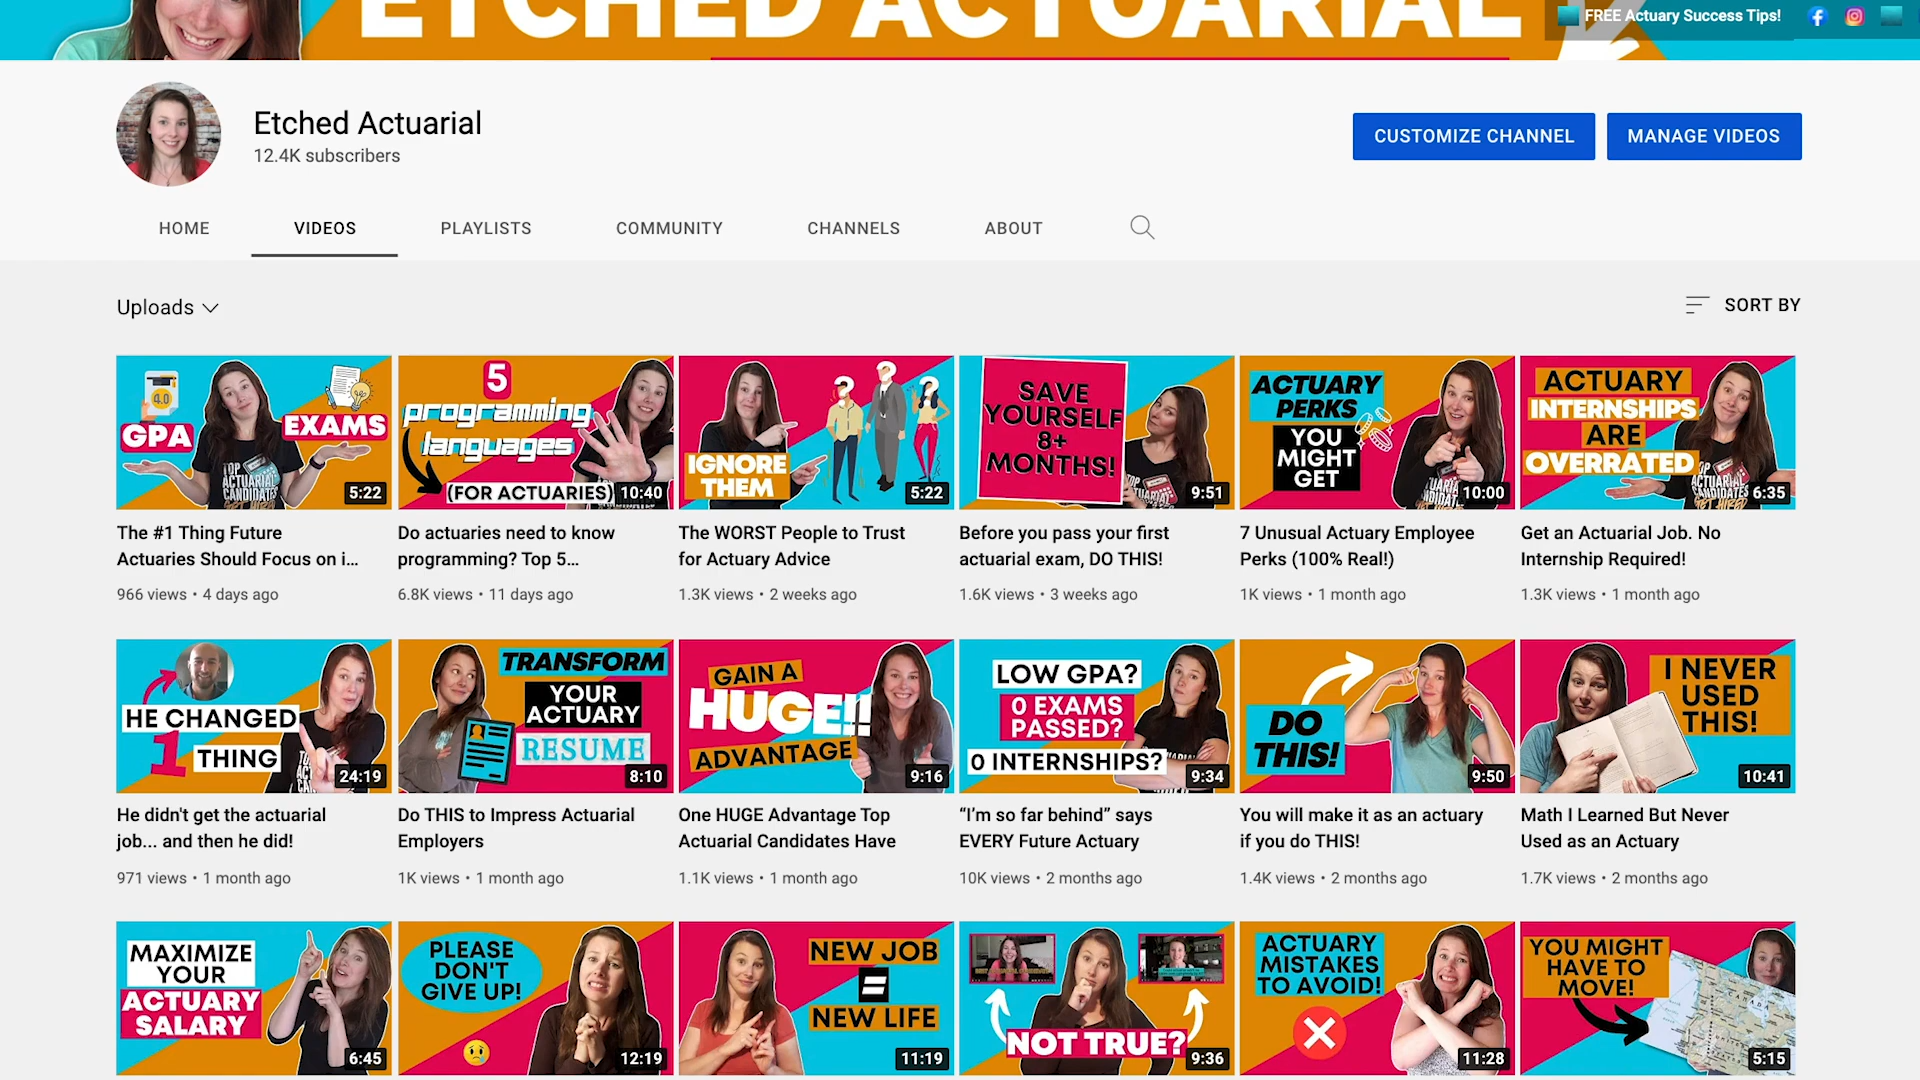 ETCHED ACTUARIAL
FREE Actuary Success Tips!
Etched Actuarial
12.4K subscribers
CUSTOMIZE CHANNEL
MANAGE VIDEOS
HOME
VIDEOS
PLAYLISTS
COMMUNITY
CHANNELS
ABOUT
Uploads
SORT BY
4.0
GPA
EXAMS
TOP
ACTUARIAL
CANDIDATES
GET HIRED
5:22
The #1 Thing Future
Actuaries Should Focus on i...
966 views • 4 days ago
5
programming
languages
(FOR ACTUARIES)
10:40
Do actuaries need to know
programming? Top 5...
6.8K views • 11 days ago
IGNORE
THEM
5:22
The WORST People to Trust
for Actuary Advice
1.3K views • 2 weeks ago
SAVE
YOURSELF
8+
MONTHS!
9:51
Before you pass your first
actuarial exam, DO THIS!
1.6K views • 3 weeks ago
ACTUARY
PERKS
YOU
MIGHT
GET
10:00
7 Unusual Actuary Employee
Perks (100% Real!)
1K views • 1 month ago
ACTUARY
INTERNSHIPS
ARE
OVERRATED
6:35
Get an Actuarial Job. No
Internship Required!
1.3K views • 1 month ago
HE CHANGED
1
THING
24:19
He didn't get the actuarial
job... and then he did!
971 views • 1 month ago
TRANSFORM
YOUR
ACTUARY
RESUME
8:10
Do THIS to Impress Actuarial
Employers
1K views • 1 month ago
GAIN A
HUGE!!
ADVANTAGE
9:16
One HUGE Advantage Top
Actuarial Candidates Have
1.1K views • 1 month ago
LOW GPA?
0 EXAMS
PASSED?
0 INTERNSHIPS?
9:34
“I’m so far behind” says
EVERY Future Actuary
10K views • 2 months ago
DO
THIS!
9:50
You will make it as an actuary
if you do THIS!
1.4K views • 2 months ago
I NEVER
USED
THIS!
10:41
Math I Learned But Never
Used as an Actuary
1.7K views • 2 months ago
MAXIMIZE
YOUR
ACTUARY
SALARY
6:45
PLEASE
DON'T
GIVE UP!
12:19
NEW JOB
=
NEW LIFE
11:19
NOT TRUE?
9:36
ACTUARY
MISTAKES
TO AVOID!
11:28
YOU MIGHT
HAVE TO
MOVE!
5:15